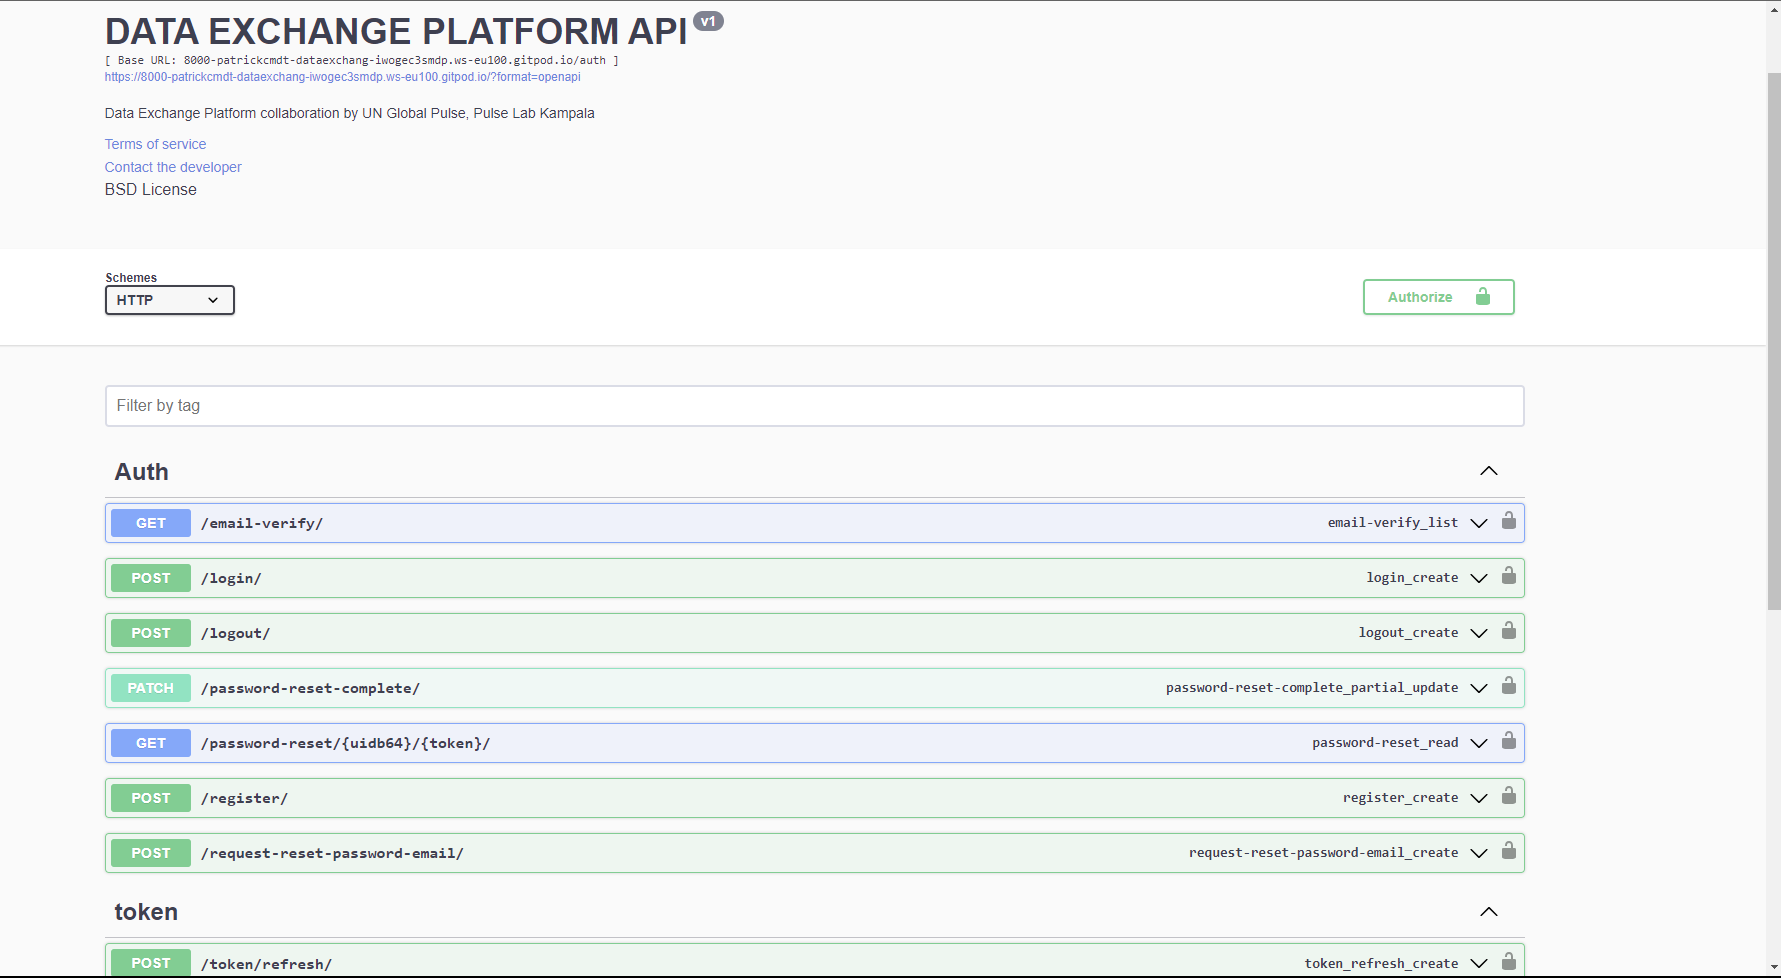 DATA EXCHANGE PLATFORM API v1
[ Base URL: 8000-patrickcmdt-dataexchang-iwogec3smdp.ws-eu100.gitpod.io/auth ]
https://8000-patrickcmdt-dataexchang-iwogec3smdp.ws-eu100.gitpod.io/?format=openapi
Data Exchange Platform collaboration by UN Global Pulse, Pulse Lab Kampala
Terms of service
Contact the developer
BSD License
Schemes
HTTP
Authorize
Filter by tag
Auth
GET /email-verify/ email-verify_list
POST /login/ login_create
POST /logout/ logout_create
PATCH /password-reset-complete/ password-reset-complete_partial_update
GET /password-reset/{uidb64}/{token}/ password-reset_read
POST /register/ register_create
POST /request-reset-password-email/ request-reset-password-email_create
token
POST /token/refresh/ token_refresh_create